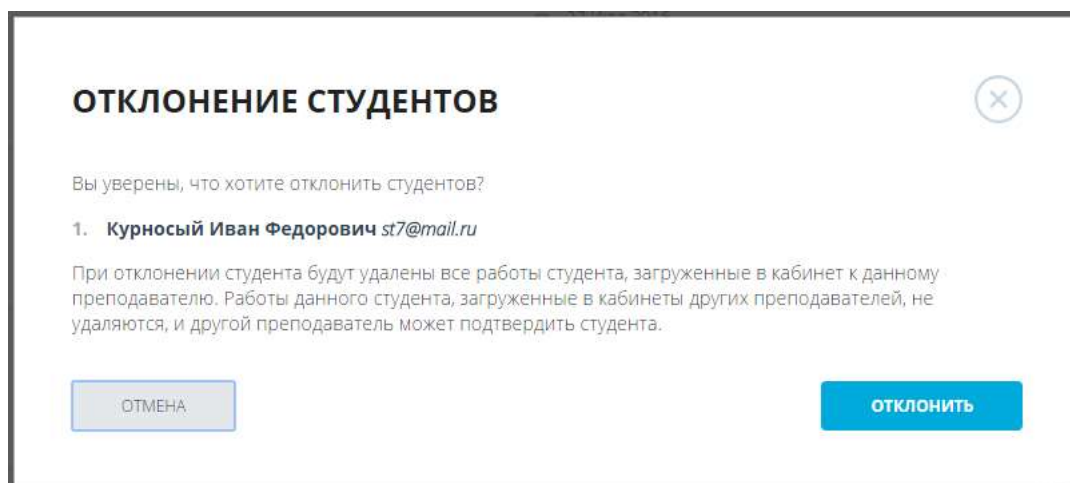 ОТКЛОНЕНИЕ СТУДЕНТОВ
Вы уверены, что хотите отклонить студентов?
1. Курносый Иван Федорович st7@mail.ru
При отклонении студента будут удалены все работы студента, загруженные в кабинет к данному
преподавателю. Работы данного студента, загруженные в кабинеты других преподавателей, не
удаляются, и другой преподаватель может подтвердить студента.
ОТМЕНА
ОТКЛОНИТЬ